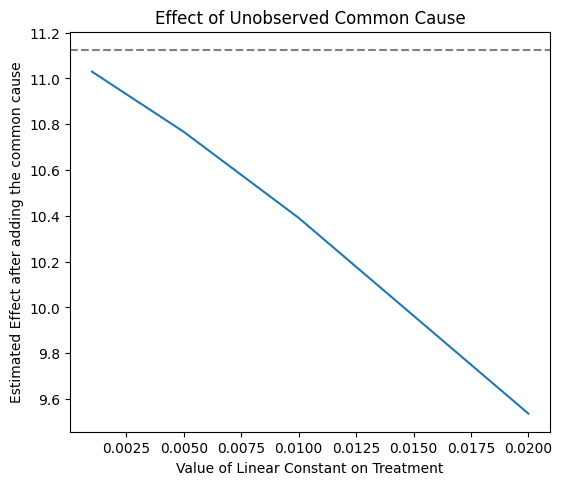 Effect of Unobserved Common Cause
11.2
11.0
10.8
10.6
10.4
10.2
10.0
9.8
9.6
Estimated Effect after adding the common cause
0.0025 0.0050 0.0075 0.0100 0.0125 0.0150 0.0175 0.0200
Value of Linear Constant on Treatment